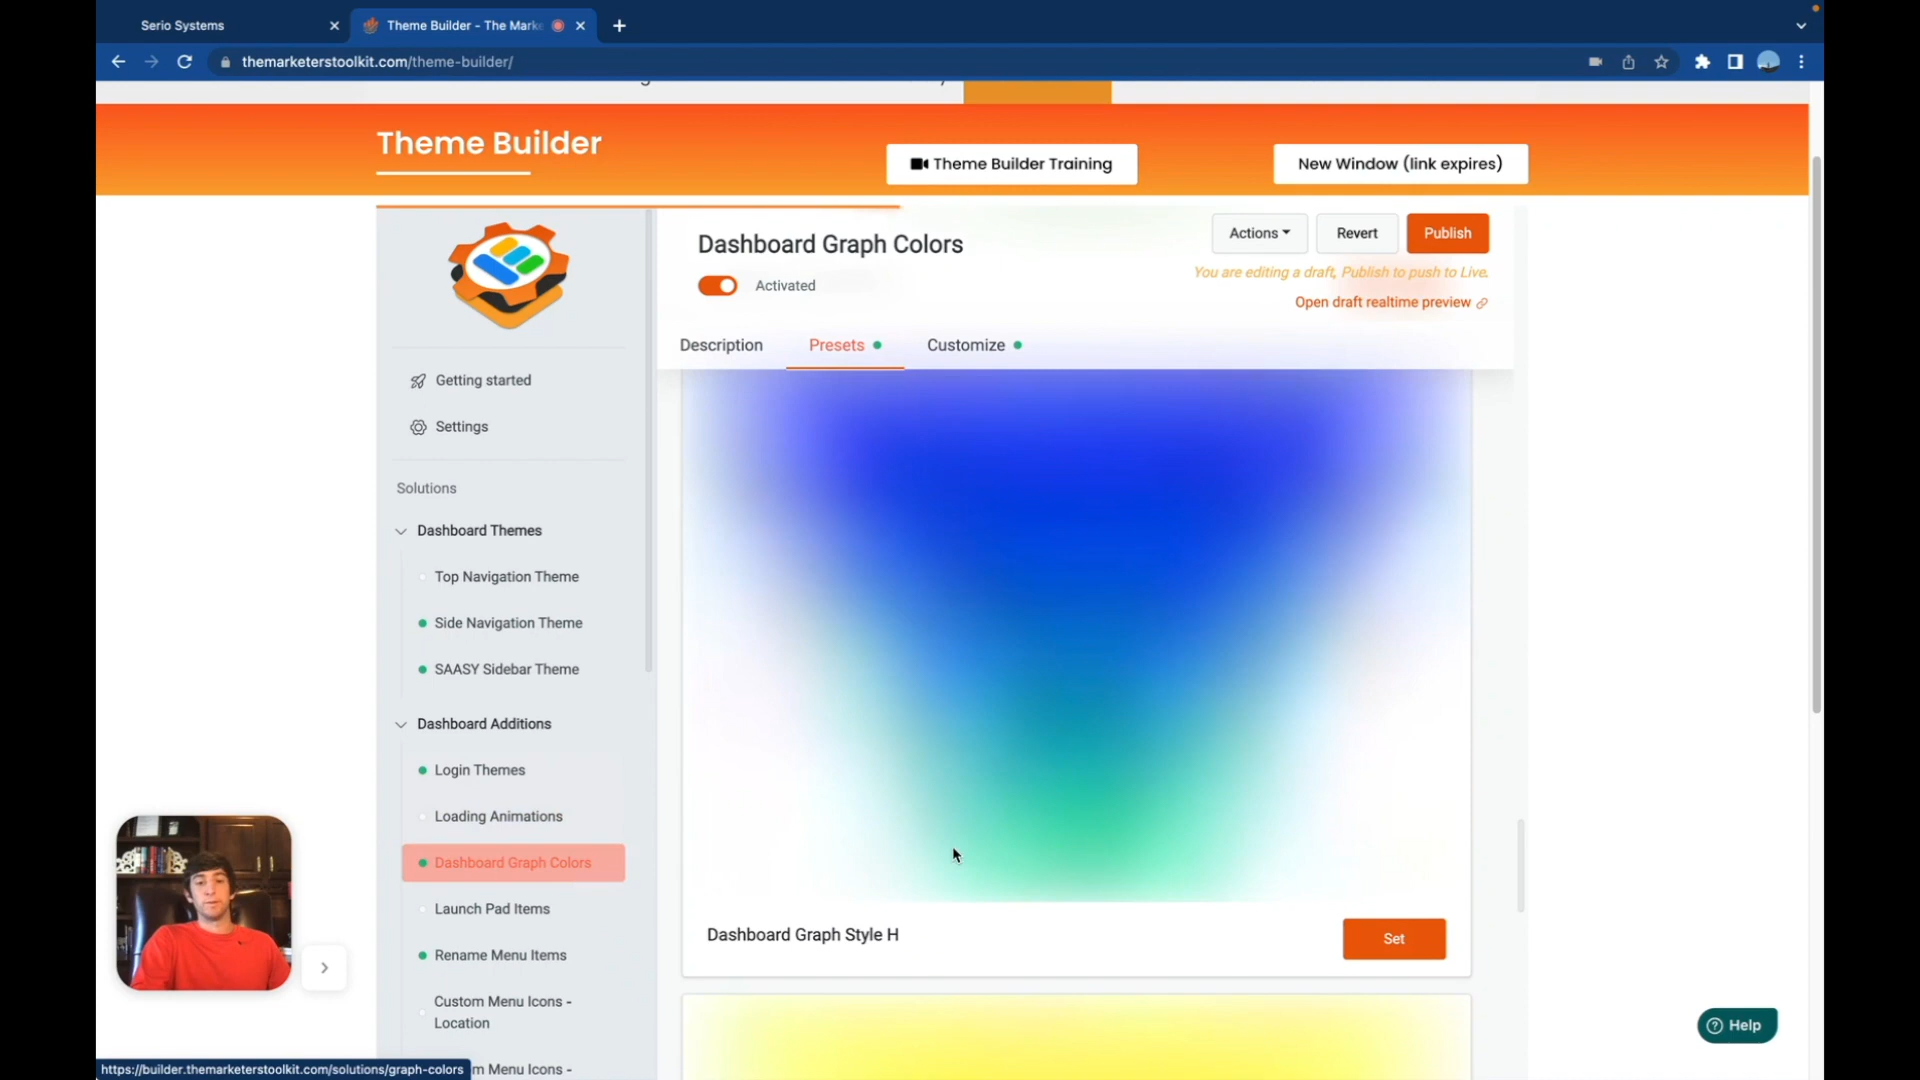 Serio Systems
Theme Builder - The Marke
themarketerstoolkit.com/theme-builder/
Theme Builder
Theme Builder Training
New Window (link expires)
Dashboard Graph Colors
Actions
Revert
Publish
Activated
You are editing a draft, Publish to push to Live.
Open draft realtime preview
Description
Presets
Customize
Getting started
Settings
Solutions
Dashboard Themes
Top Navigation Theme
Side Navigation Theme
SAASY Sidebar Theme
Dashboard Additions
Login Themes
Loading Animations
Dashboard Graph Colors
Launch Pad Items
Rename Menu Items
Custom Menu Icons -
Location
m Menu Icons -
Dashboard Graph Style H
Set
Help
https://builder.themarketerstoolkit.com/solutions/graph-colors